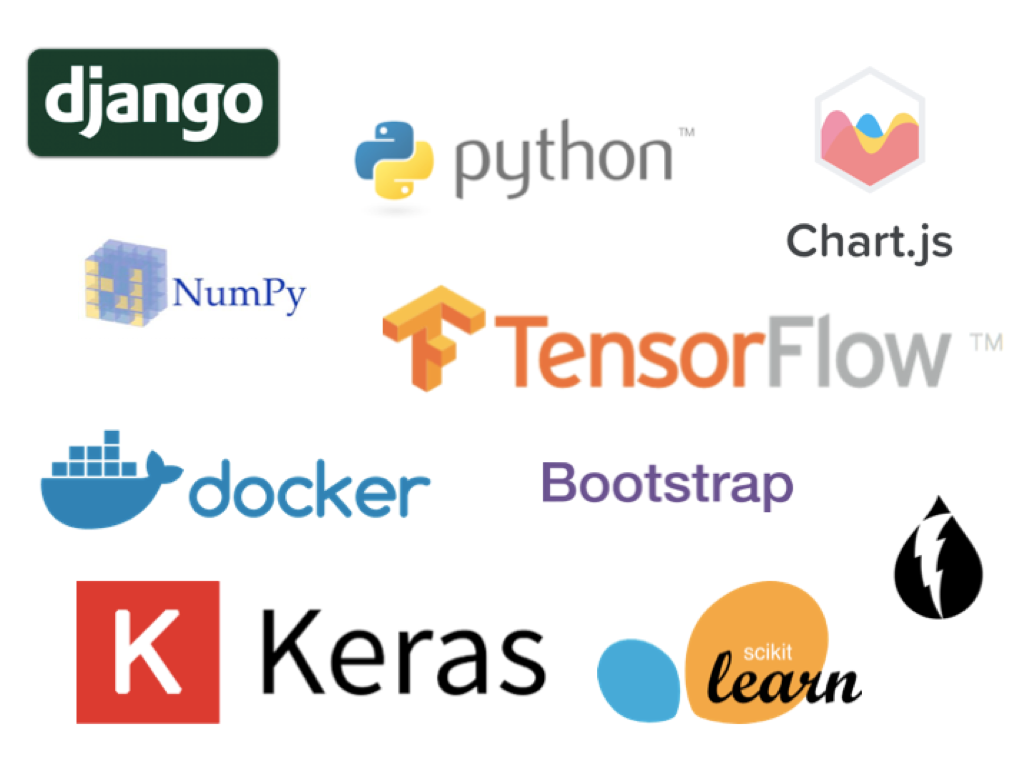 django
python™
Chart.js
NumPy
TensorFlow™
docker
Bootstrap
K Keras
scikit
learn